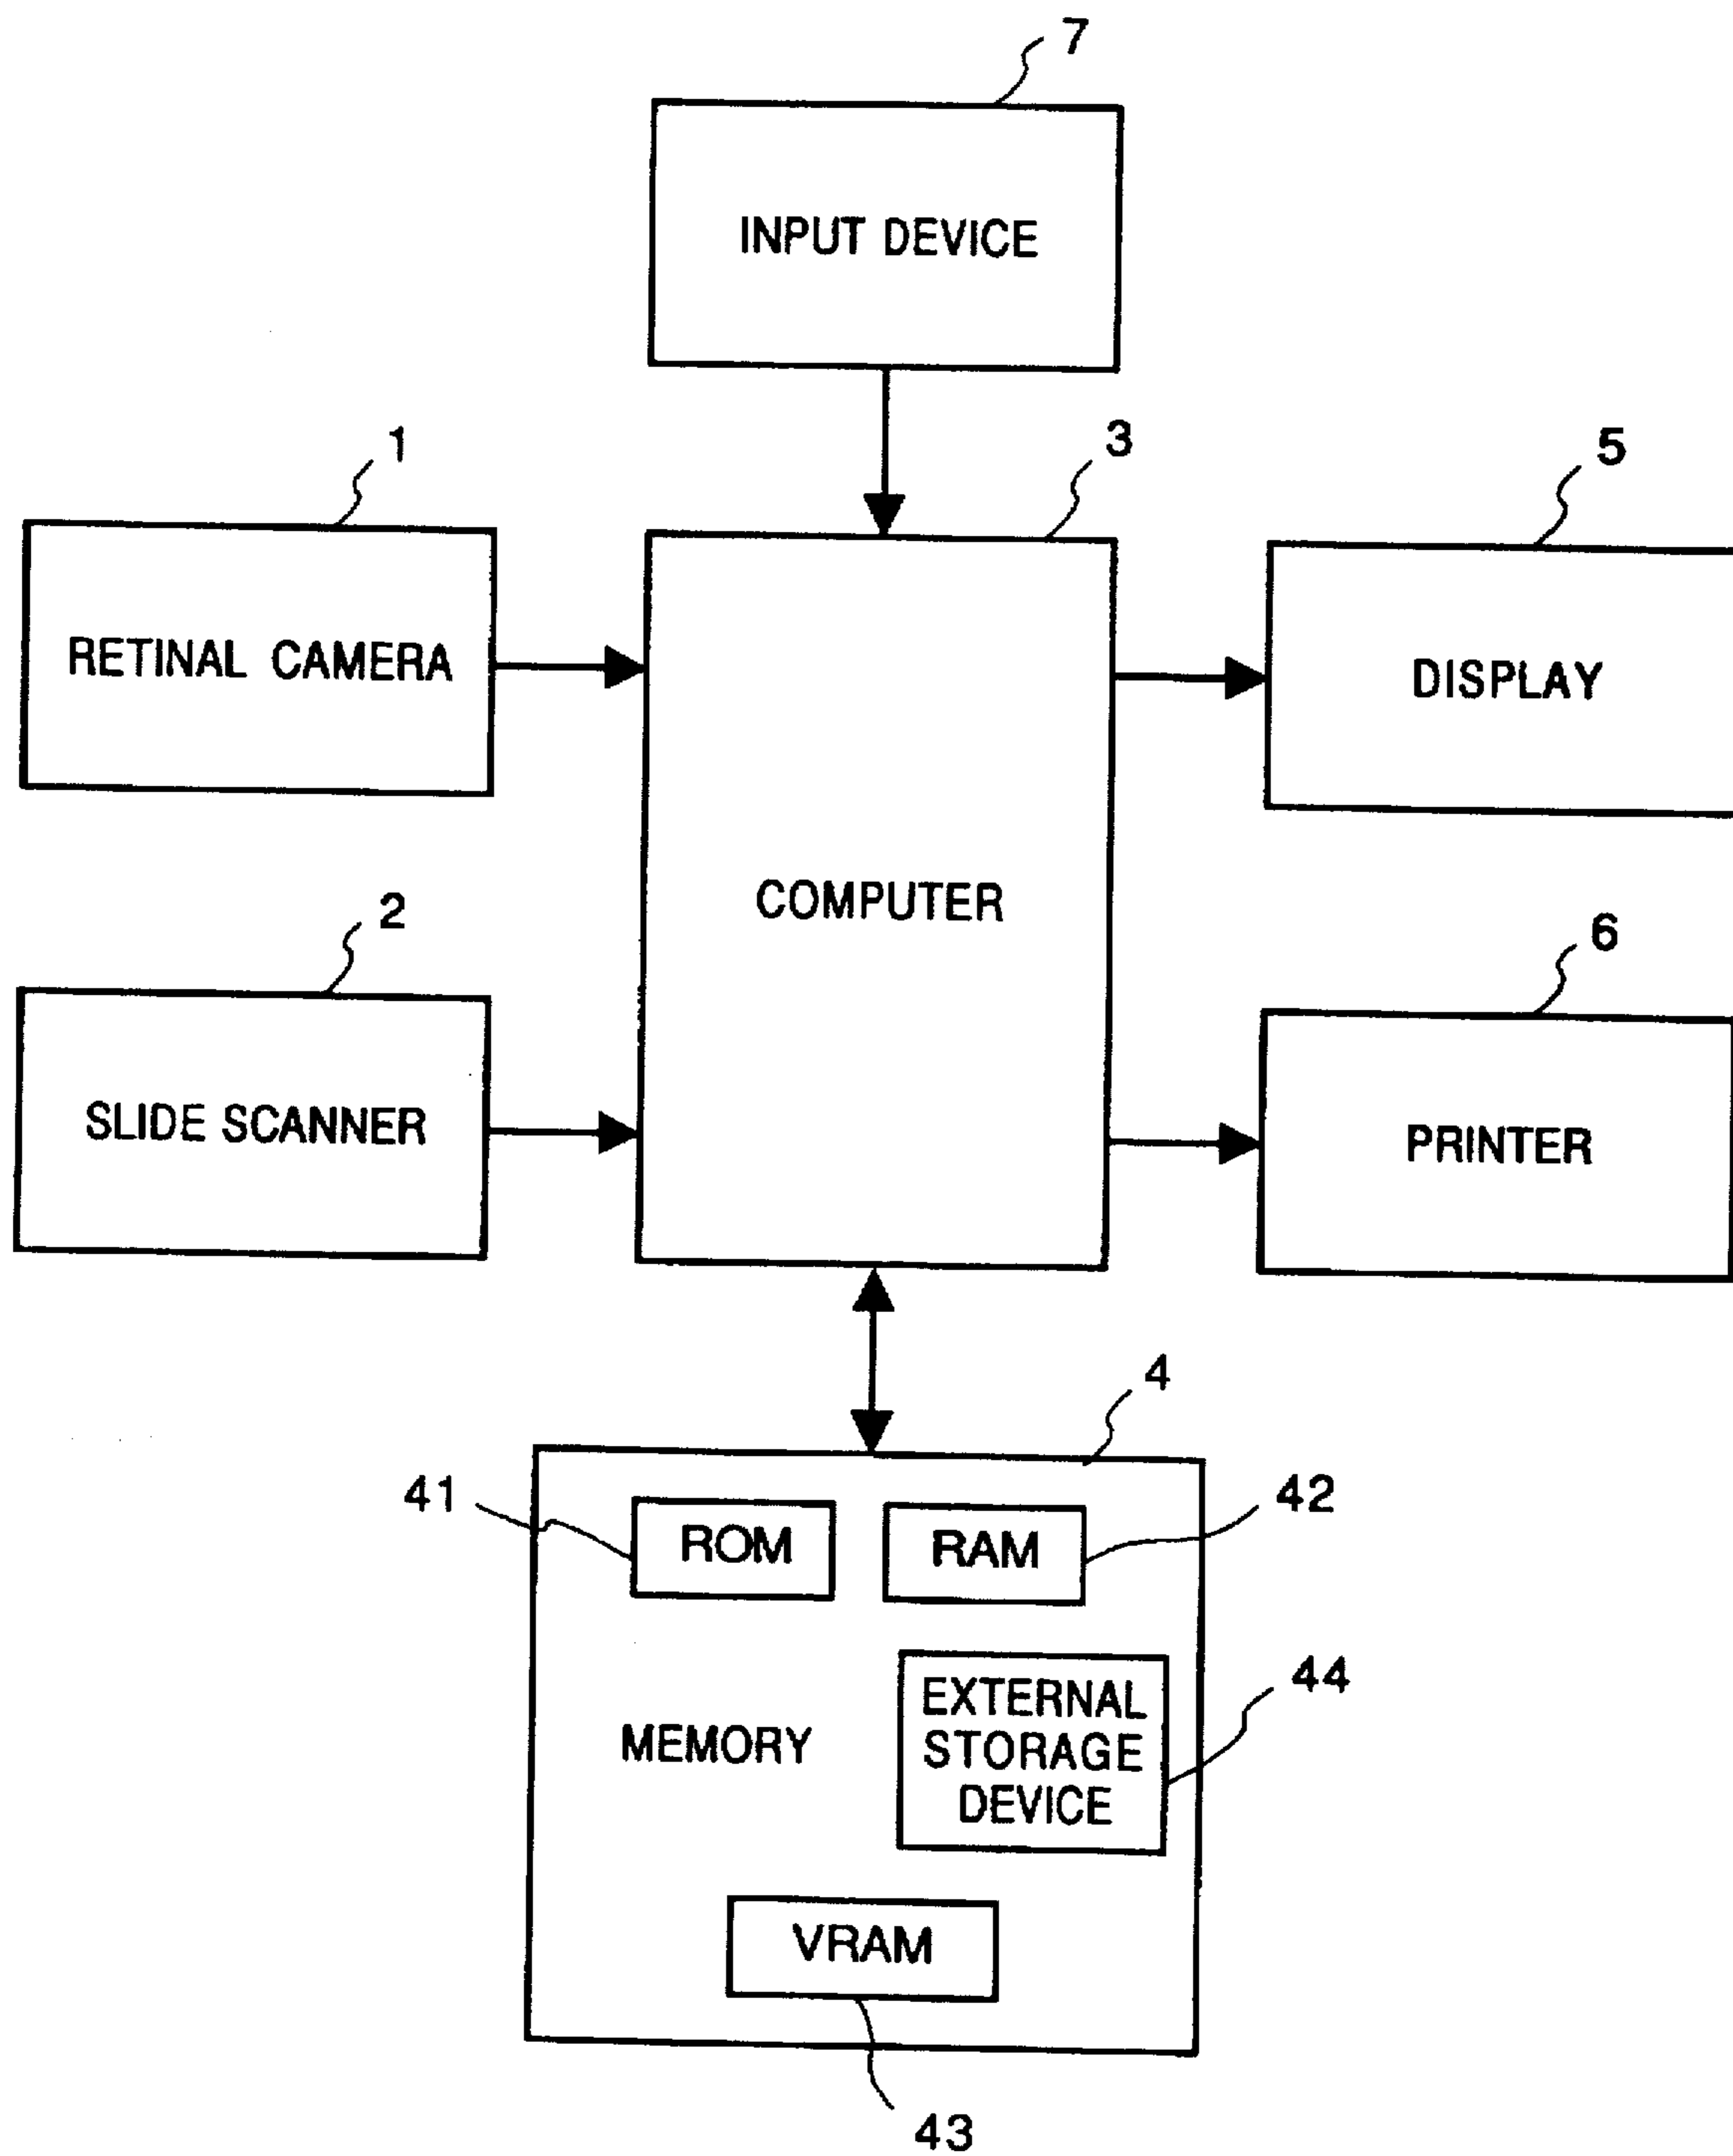 7
INPUT DEVICE
1
3
5
RETINAL CAMERA
DISPLAY
COMPUTER
2
6
SLIDE SCANNER
PRINTER
4
41
ROM
RAM
42
MEMORY
EXTERNAL
STORAGE
DEVICE
44
VRAM
43